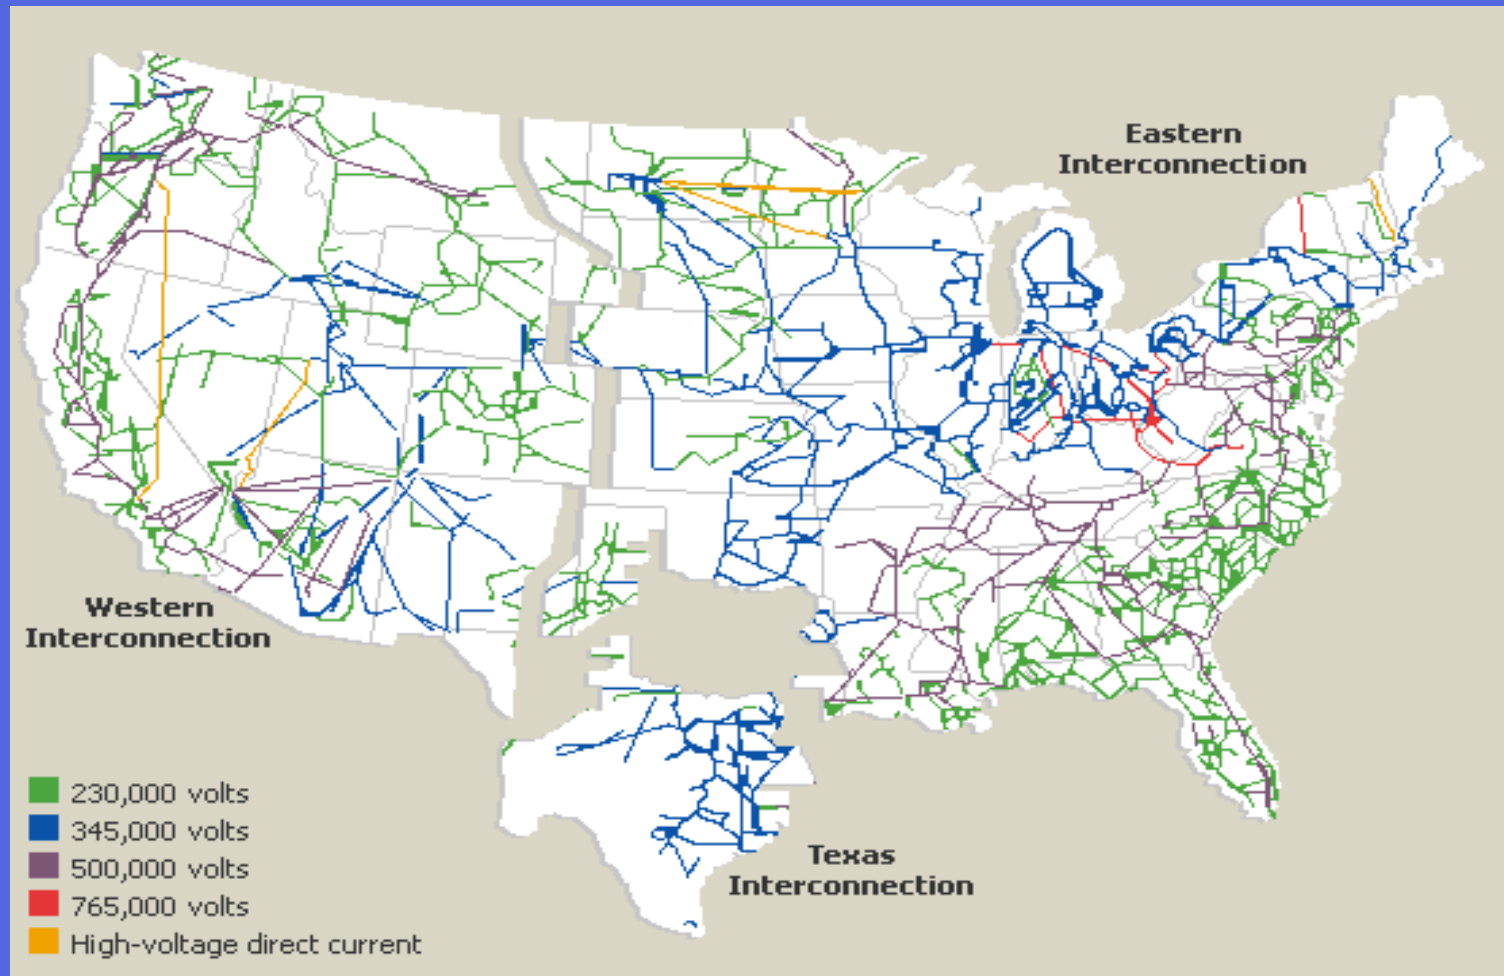 Eastern
Interconnection
Western
Interconnection
Texas
Interconnection
230,000 volts
345,000 volts
500,000 volts
765,000 volts
High-voltage direct current